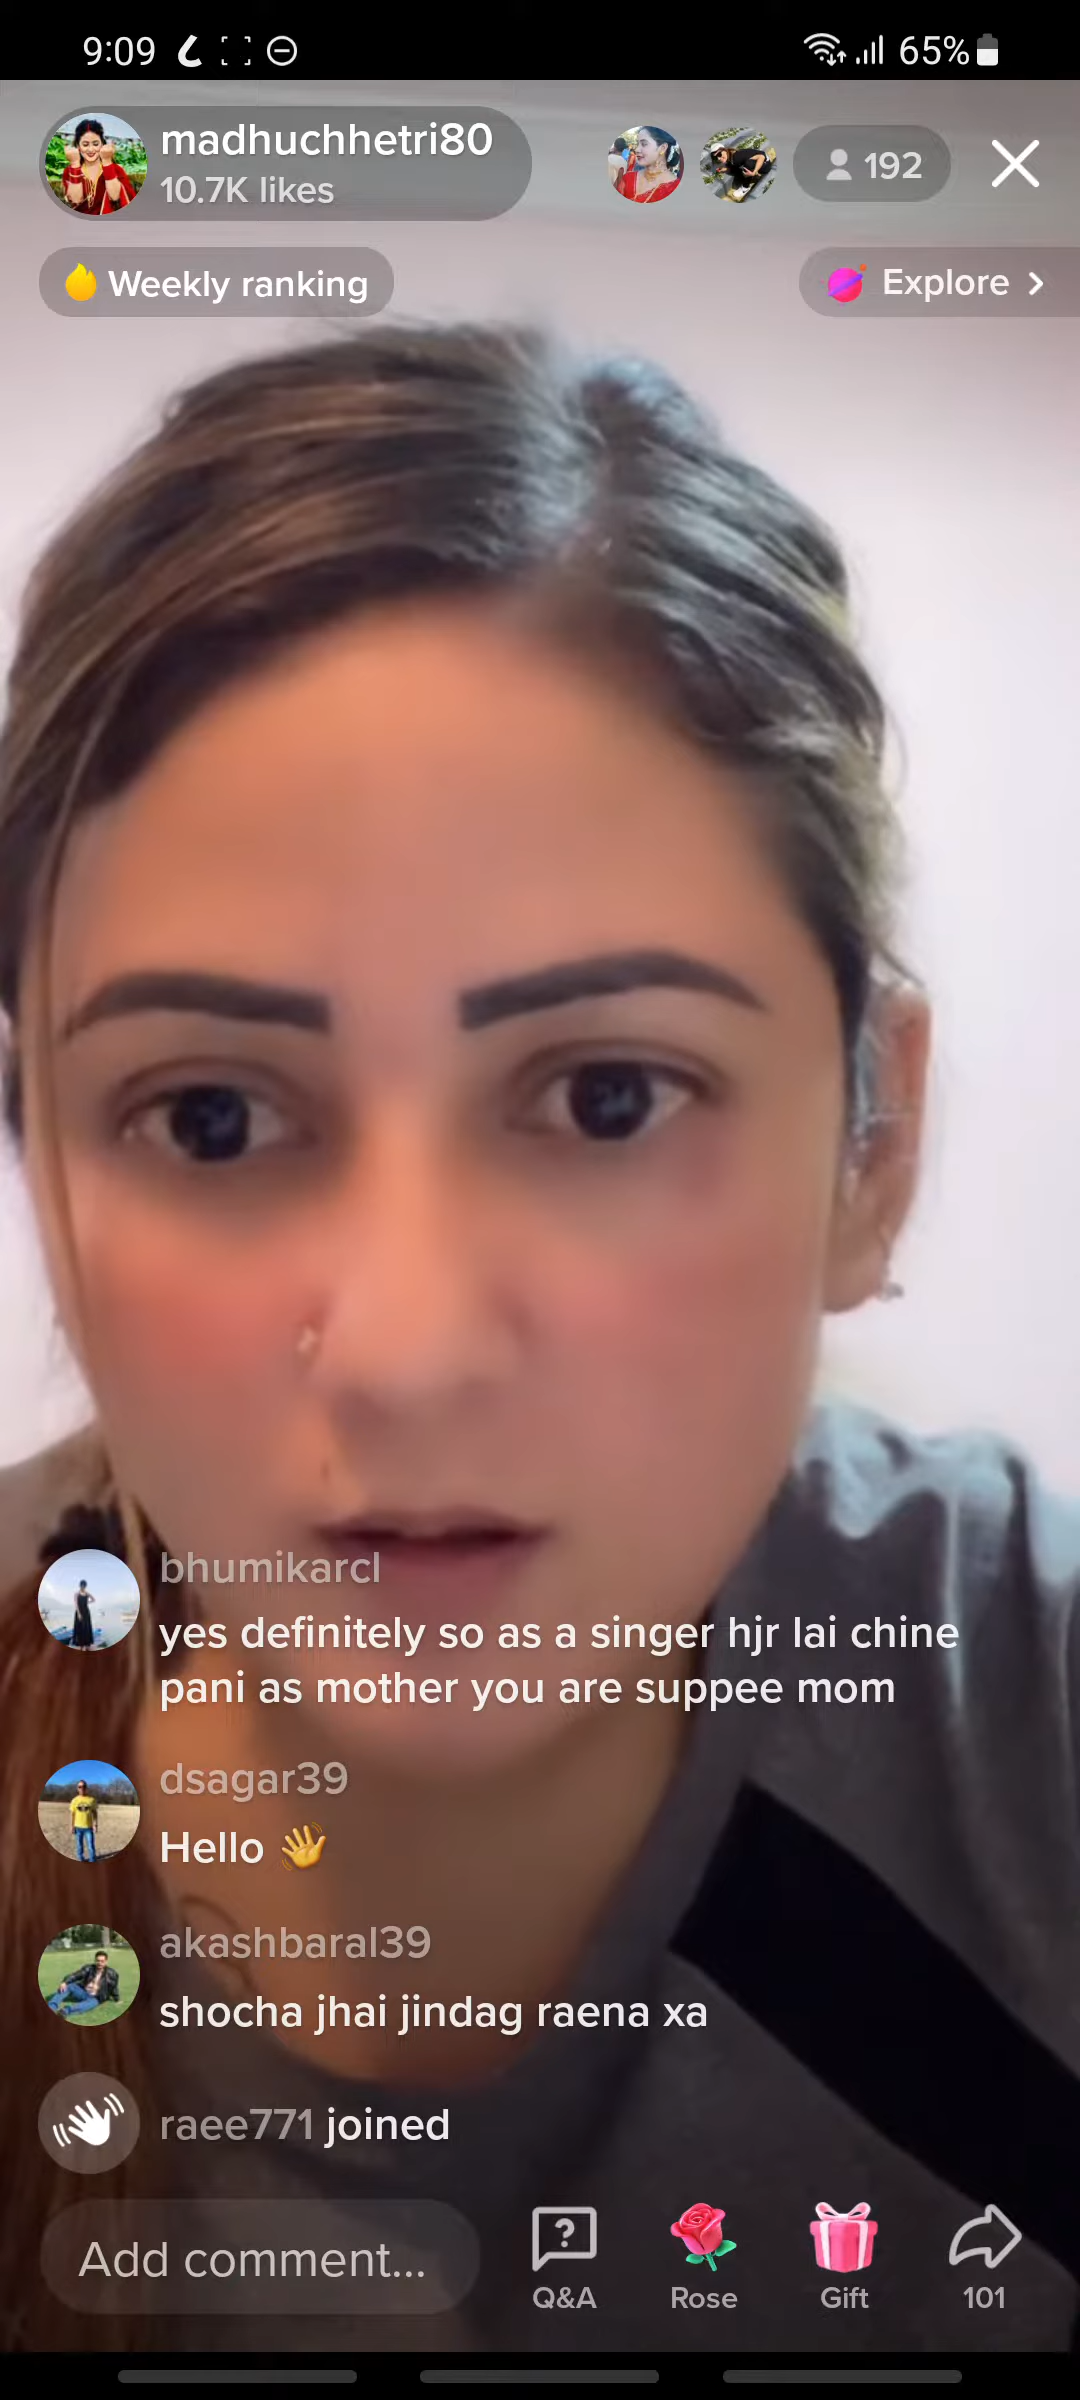 9:09
65%
madhuchhetri80
10.7K likes
192
Weekly ranking
Explore
bhumikarcl
yes definitely so as a singer hjr lai chine
pani as mother you are suppee mom
dsagar39
Hello 👋
akashbaral39
shocha jhai jindag raena xa
raee771 joined
Add comment...
Q&A
Rose
Gift
101